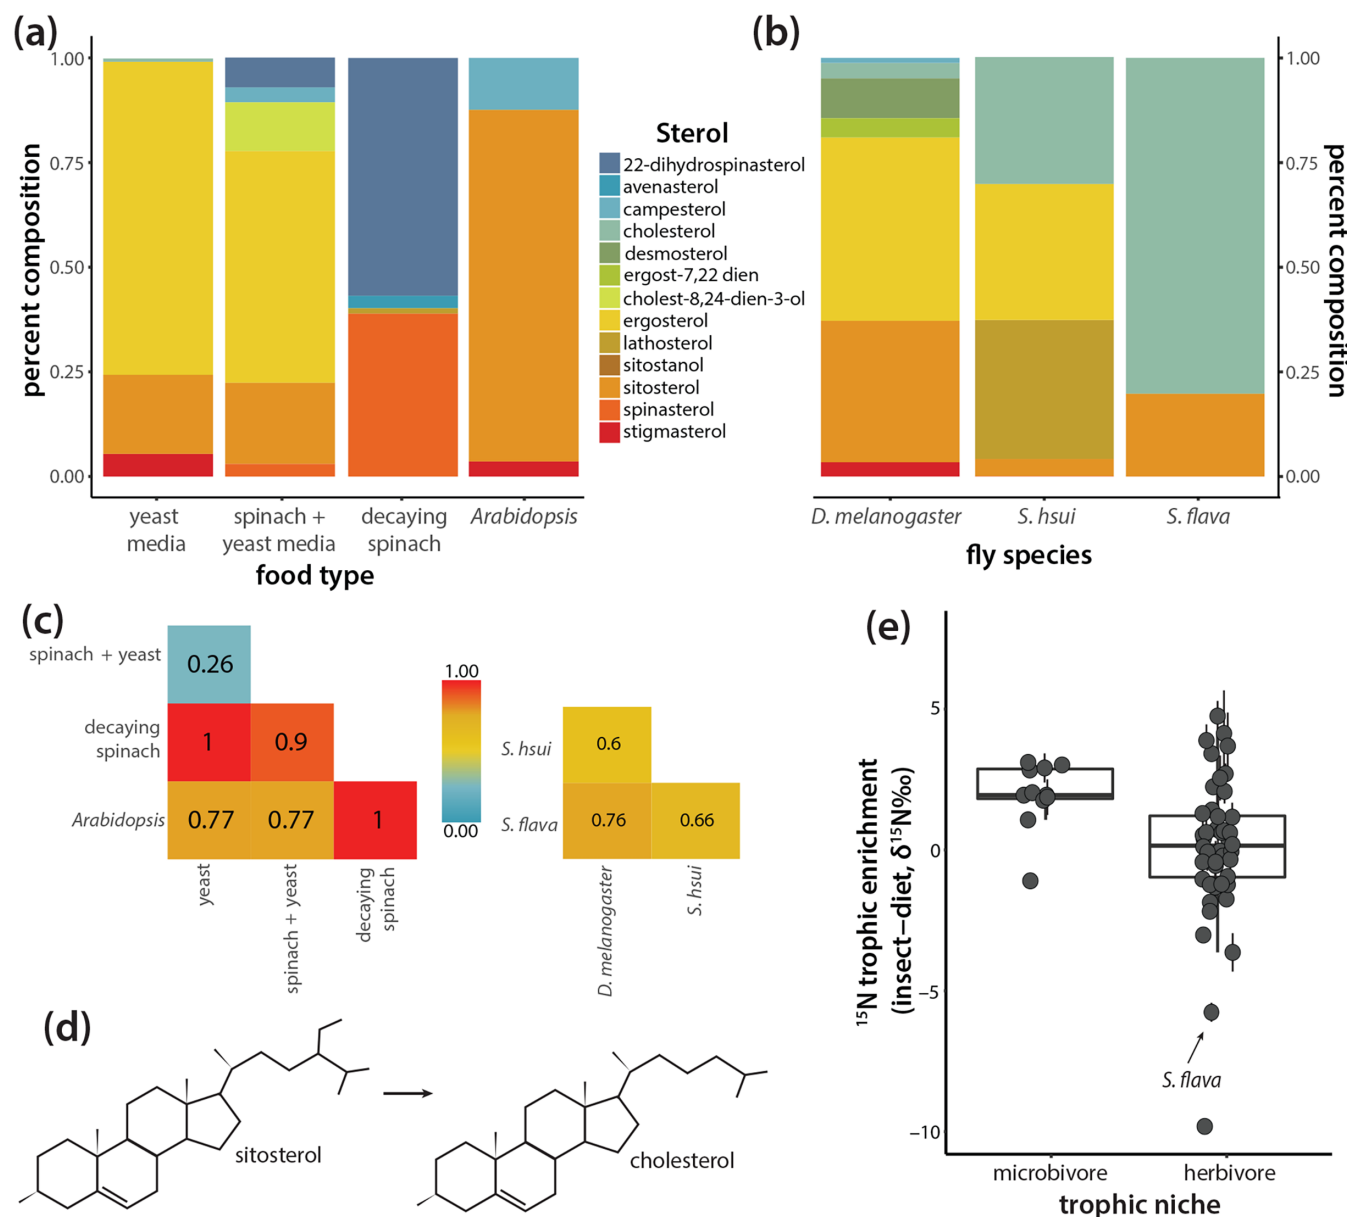 (a)
percent composition
1.00
0.75
0.50
0.25
0.00
yeast
media
spinach +
yeast media
decaying
spinach
Arabidopsis
food type
Sterol
22-dihydrospinasterol
avenasterol
campesterol
cholesterol
desmosterol
ergost-7,22 dien
cholest-8,24-dien-3-ol
ergosterol
lathosterol
sitostanol
sitosterol
spinasterol
stigmasterol
(b)
1.00
0.75
0.50
0.25
0.00
percent composition
D. melanogaster
S. hsui
S. flava
fly species
(c)
spinach + yeast
0.26
decaying
spinach
1
0.9
Arabidopsis
0.77
0.77
1
yeast
spinach + yeast
decaying
spinach
1.00
0.00
S. hsui
0.6
S. flava
0.76
0.66
D. melanogaster
S. hsui
(d)
sitosterol
cholesterol
(e)
15N trophic enrichment
(insect–diet, δ15N‰)
5
0
−5
−10
S. flava
microbivore
herbivore
trophic niche